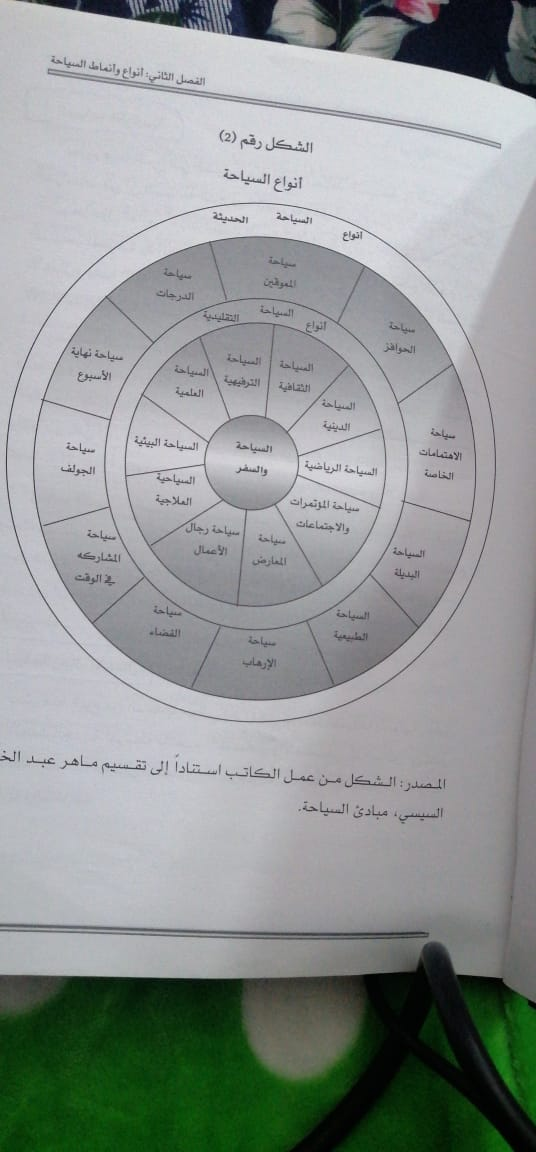 الفصل الثاني: أنواع وأنماط السياحة
الشكل رقم (2)
أنواع السياحة
أنواع السياحة الحديثة
سياحة
المعوقين
سياحة
الحوافز
سياحة
الاهتمامات
الخاصة
السياحة
البديلة
السياحة
الطبيعية
سياحة
الإرهاب
سياحة
الفضاء
سياحة
المشاركه
في الوقت
سياحة
الجولف
سياحة نهاية
الأسبوع
سياحة
الدرجات
أنواع السياحة التقليدية
السياحة
الثقافية
السياحة
الدينية
السياحة الرياضية
سياحة المؤتمرات
والاجتماعات
سياحة
المعارض
سياحة رجال
الأعمال
السياحية
العلاجية
السياحة البيئية
السياحة
العلمية
السياحة
الترفيهية
السياحة
والسفر
المصدر: الشكل من عمل الكاتب استناداً إلى تقسيم ماهر عبد
السيسي، مبادئ السياحة.